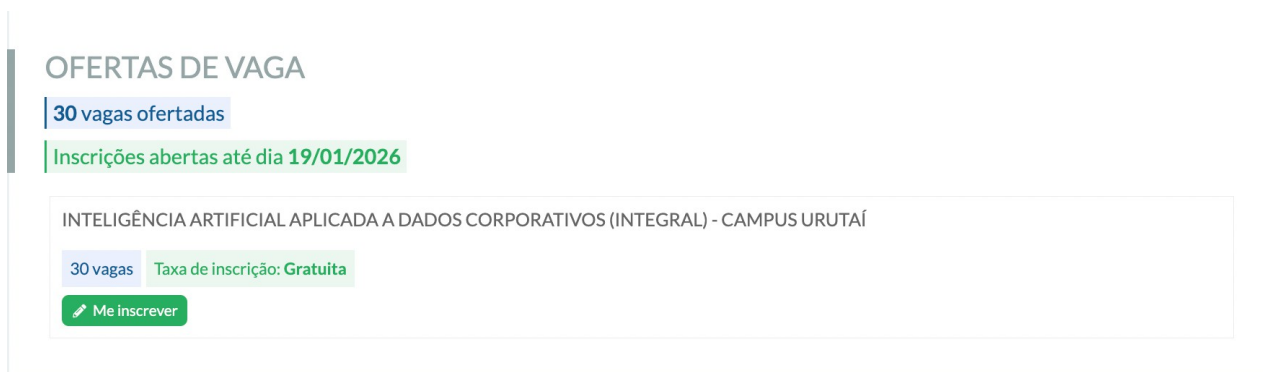 OFERTAS DE VAGA
30 vagas ofertadas
Inscrições abertas até dia 19/01/2026
INTELIGÊNCIA ARTIFICIAL APLICADA A DADOS CORPORATIVOS (INTEGRAL) - CAMPUS URUTAÍ
30 vagas Taxa de inscrição: Gratuita
Me inscrever